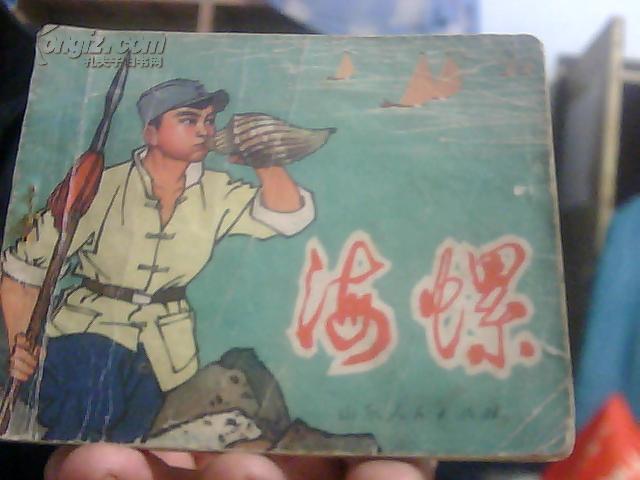 kongfz.com
孔夫子旧书网
海螺
山东人民出版社